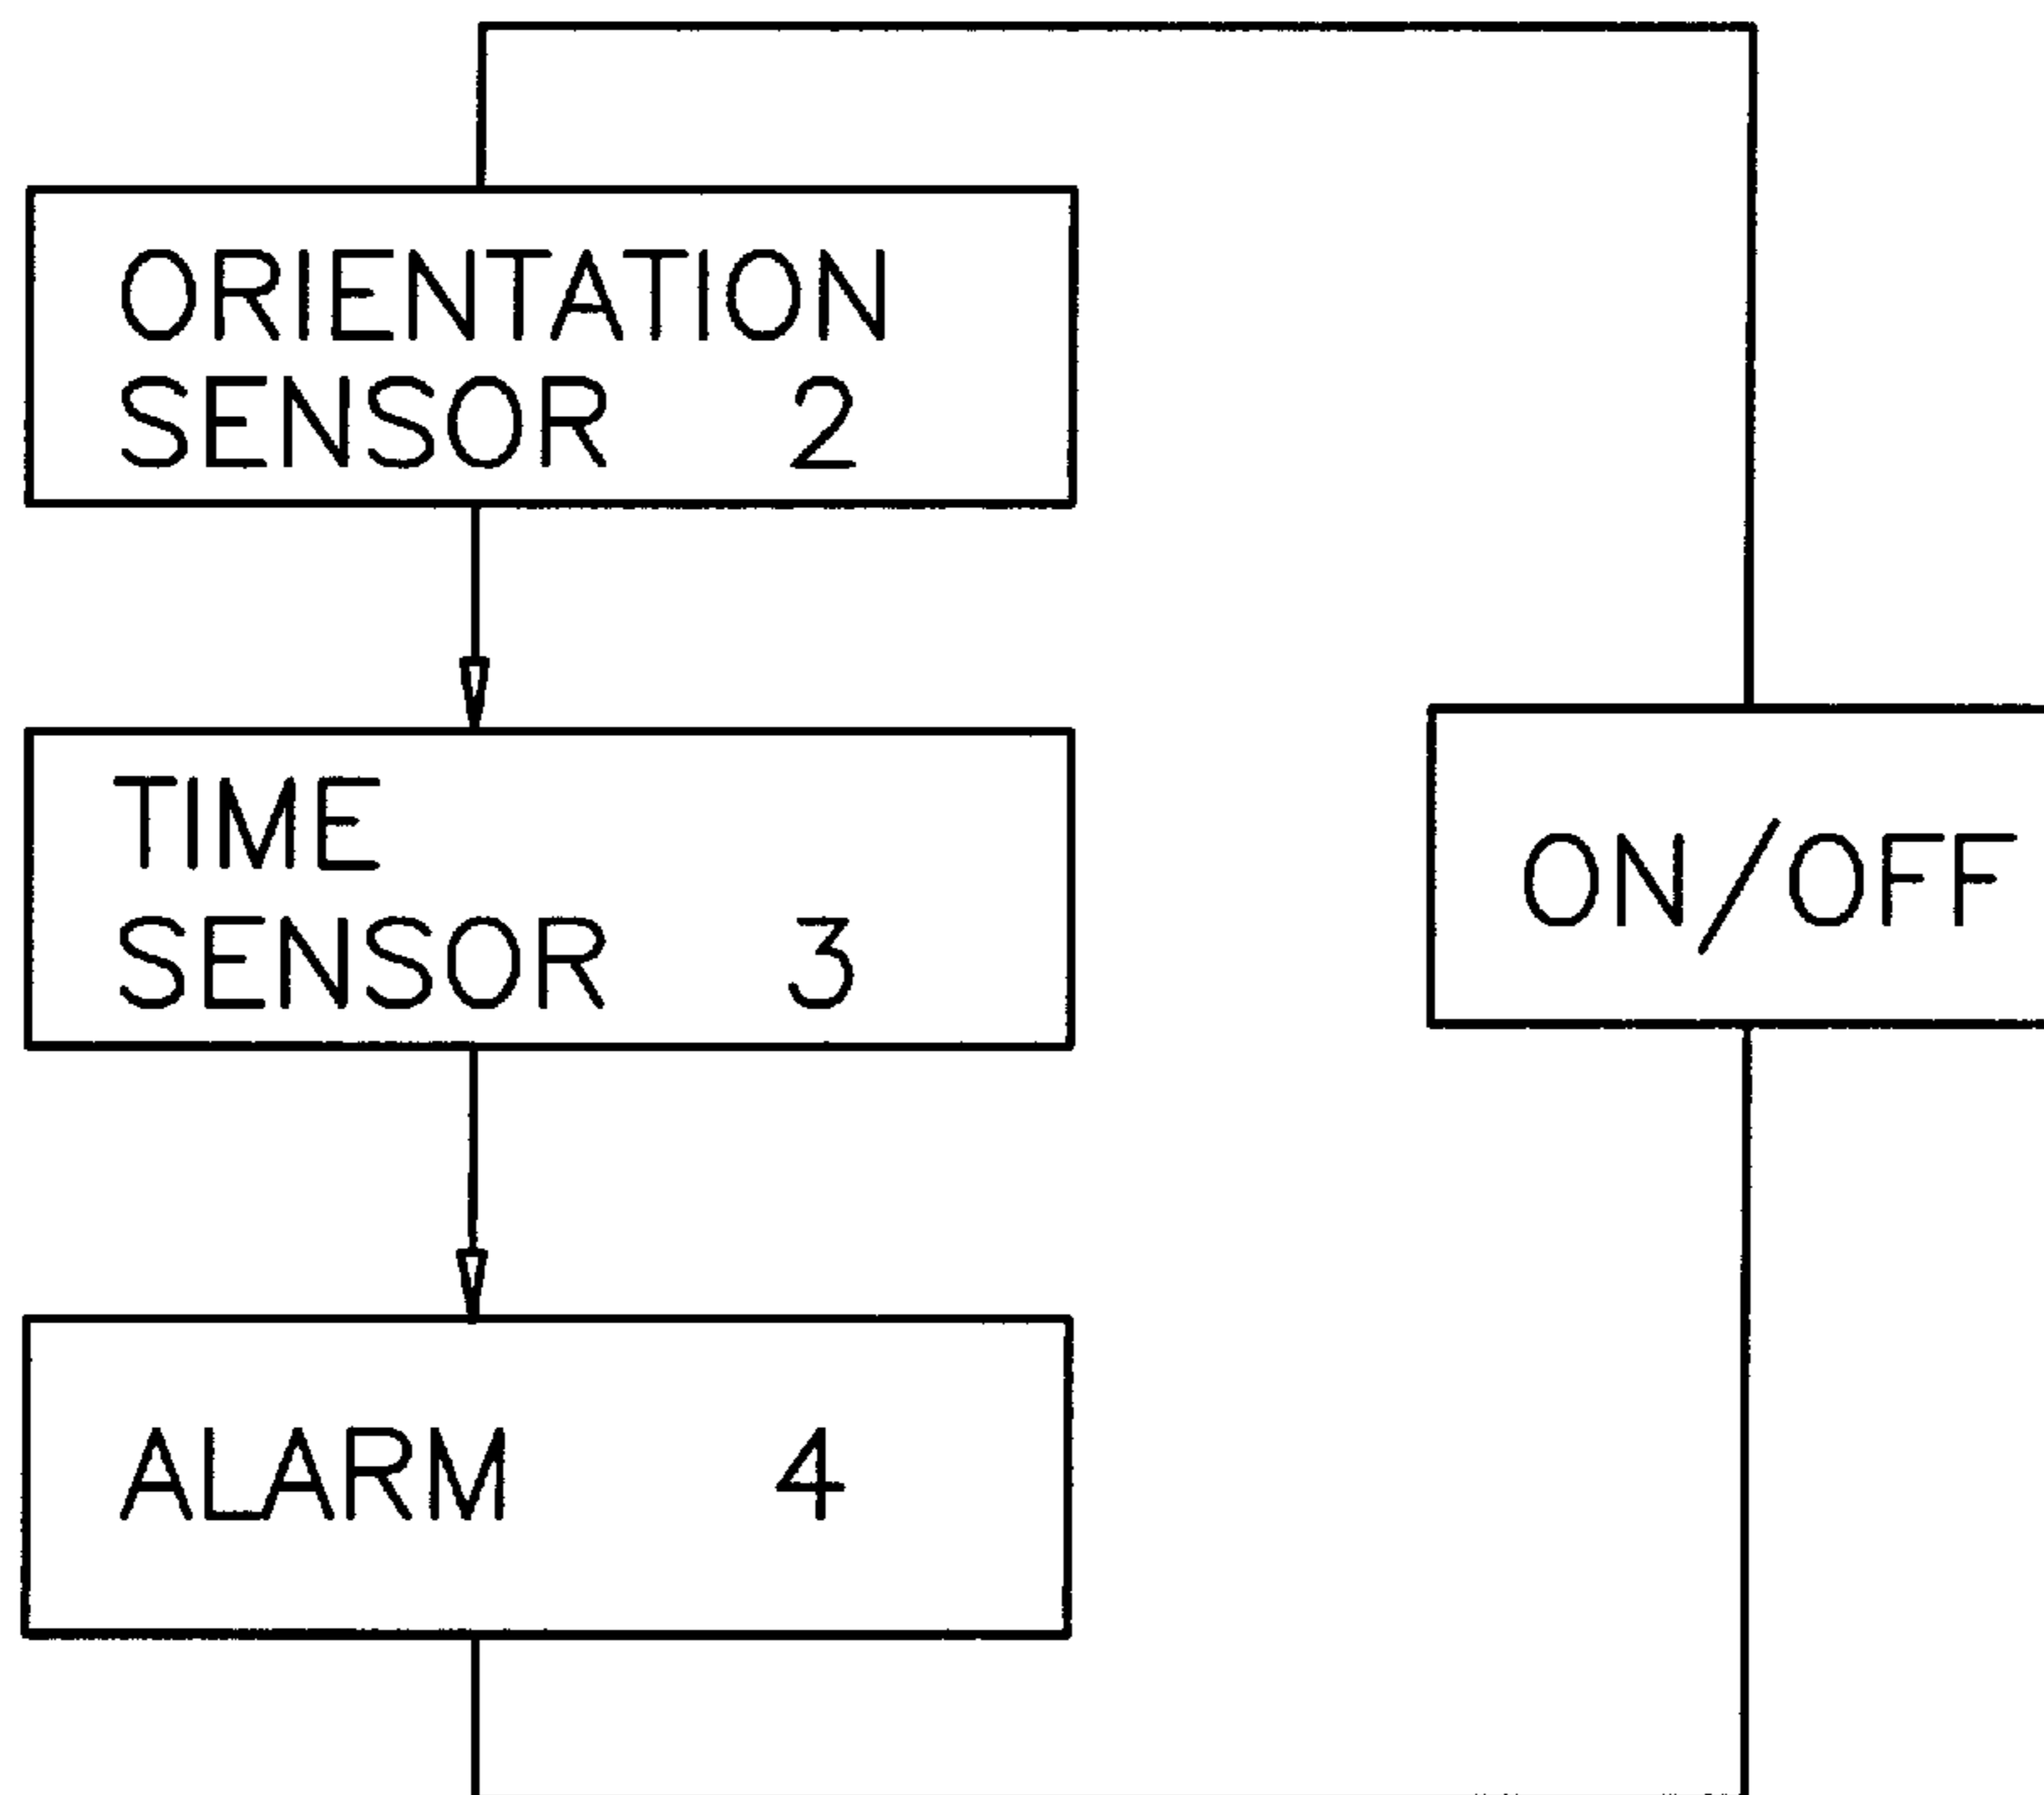 ORIENTATION
SENSOR 2
TIME
SENSOR 3
ON/OFF
ALARM 4